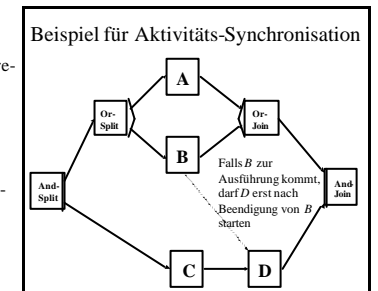 Beispiel für Aktivitäts-Synchronisation
re-
A
Or-
Split
Or-
Join
B
Falls B zur
Ausführung kommt,
darf D erst nach
Beendigung von B
starten
And-
Split
And-
Join
-
C
D